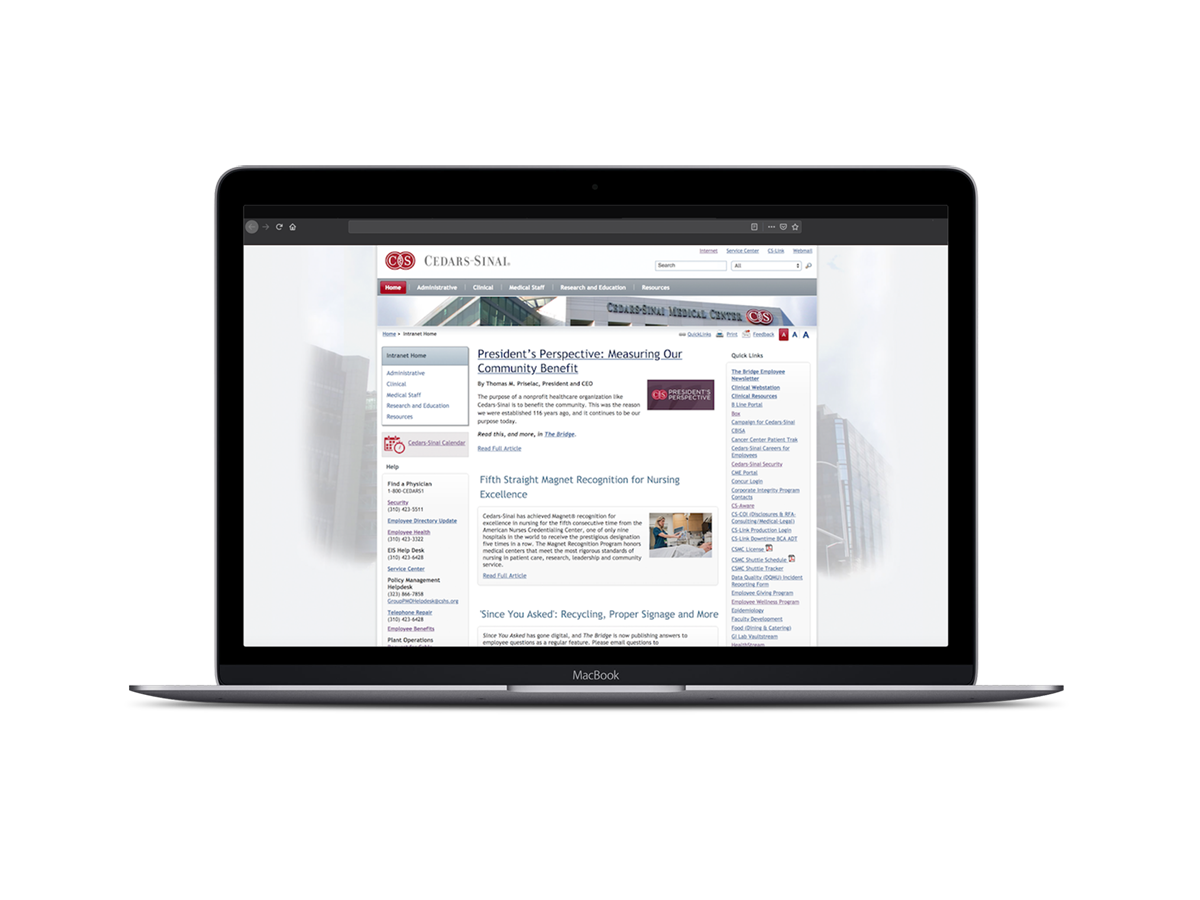 Internet Service Center CS-Link Webmail
CS CEDARS-SINAI®
Search All
Home Administrative Clinical Medical Staff Research and Education Resources
CEDARS-SINAI MEDICAL CENTER CS
Home > Intranet Home
QuickLinks Print Feedback A A A
Intranet Home
Administrative
Clinical
Medical Staff
Research and Education
Resources
Cedars-Sinai Calendar
Help
Find a Physician
1-800-CEDARS1
Security
(310) 423-5511
Employee Directory Update
Employee Health
(310) 423-3322
EIS Help Desk
(310) 423-6428
Service Center
Policy Management
Helpdesk
(323) 866-7858
GroupPMOHelpdesk@cshs.org
Telephone Repair
(310) 423-6428
Employee Benefits
Plant Operations
President's Perspective: Measuring Our
Community Benefit
By Thomas M. Priselac, President and CEO
The purpose of a nonprofit healthcare organization like
Cedars-Sinai is to benefit the community. This was the reason
we were established 116 years ago, and it continues to be our
purpose today.
Read this, and more, in The Bridge.
Read Full Article
CS PRESIDENT'S
PERSPECTIVE
Fifth Straight Magnet Recognition for Nursing
Excellence
Cedars-Sinai has achieved Magnet® recognition for
excellence in nursing for the fifth consecutive time from the
American Nurses Credentialing Center, one of only nine
hospitals in the world to receive the prestigious designation
five times in a row. The Magnet Recognition Program honors
medical centers that meet the most rigorous standards of
nursing in patient care, research, leadership and community
service.
Read Full Article
'Since You Asked': Recycling, Proper Signage and More
Since You Asked has gone digital, and The Bridge is now publishing answers to
employee questions as a regular feature. Please email questions to
Quick Links
The Bridge Employee
Newsletter
Clinical Webstation
Clinical Resources
B Line Portal
Box
Campaign for Cedars-Sinai
CBISA
Cancer Center Patient Trak
Cedars-Sinai Careers for
Employees
Cedars-Sinai Security
CME Portal
Concur Login
Corporate Integrity Program
Contacts
CS-Aware
CS-COI (Disclosures & RFA-
Consulting/Medical-Legal)
CS-Link Production Login
CS-Link Downtime BCA ADT
CSMC License
CSMC Shuttle Schedule
CSMC Shuttle Tracker
Data Quality (DQMU) Incident
Reporting Form
Employee Giving Program
Employee Wellness Program
Epidemiology
Faculty Development
Food (Dining & Catering)
GI Lab Vaultstream
HealthStream
MacBook